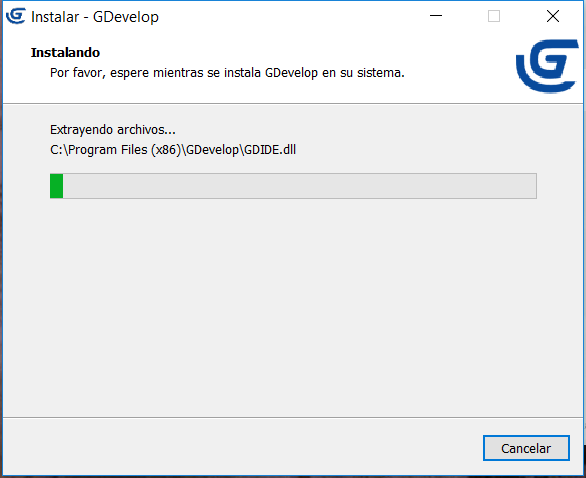 Instalar - GDevelop
Instalando
Por favor, espere mientras se instala GDevelop en su sistema.
Extrayendo archivos...
C:\Program Files (x86)\GDevelop\GDIDE.dll
Cancelar